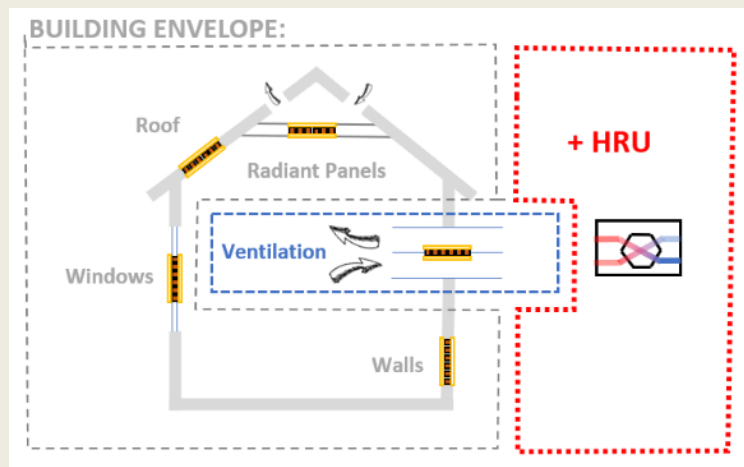 BUILDING ENVELOPE:
Roof
+ HRU
Radiant Panels
Ventilation
Windows
Walls